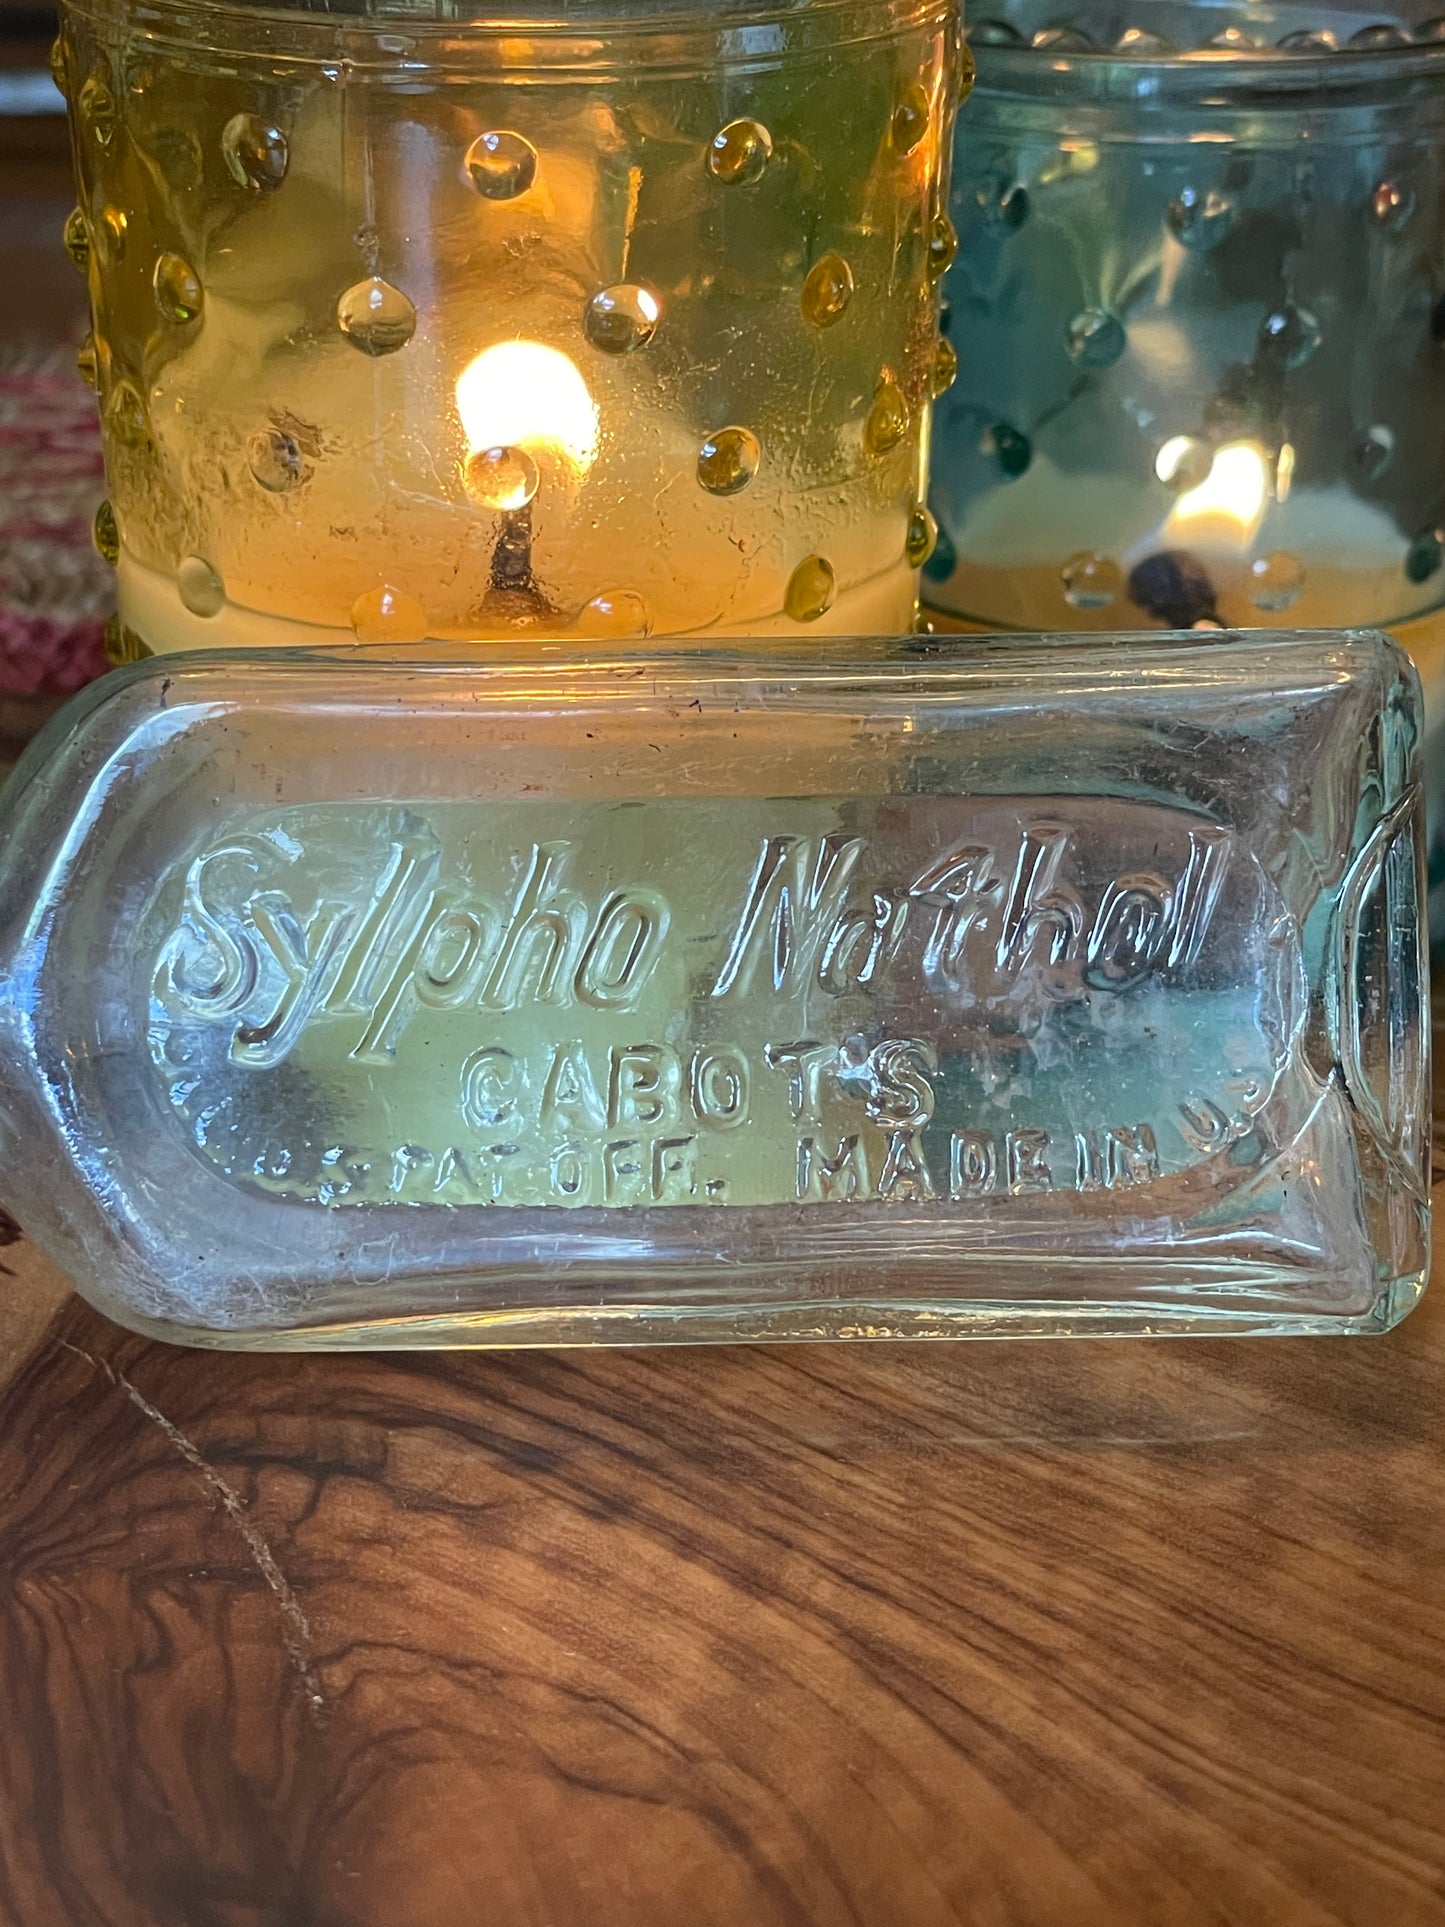 Sylpho Nathol
CABOT'S
U.S. PAT. OFF. MADE IN U.S.